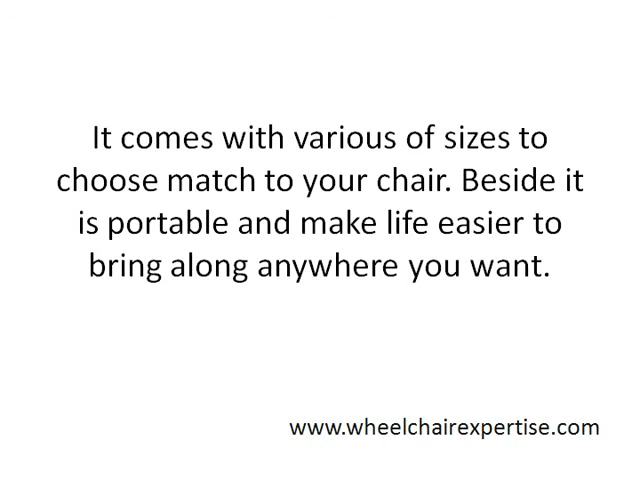 It comes with various of sizes to
choose match to your chair. Beside it
is portable and make life easier to
bring along anywhere you want.
www.wheelchairexpertise.com